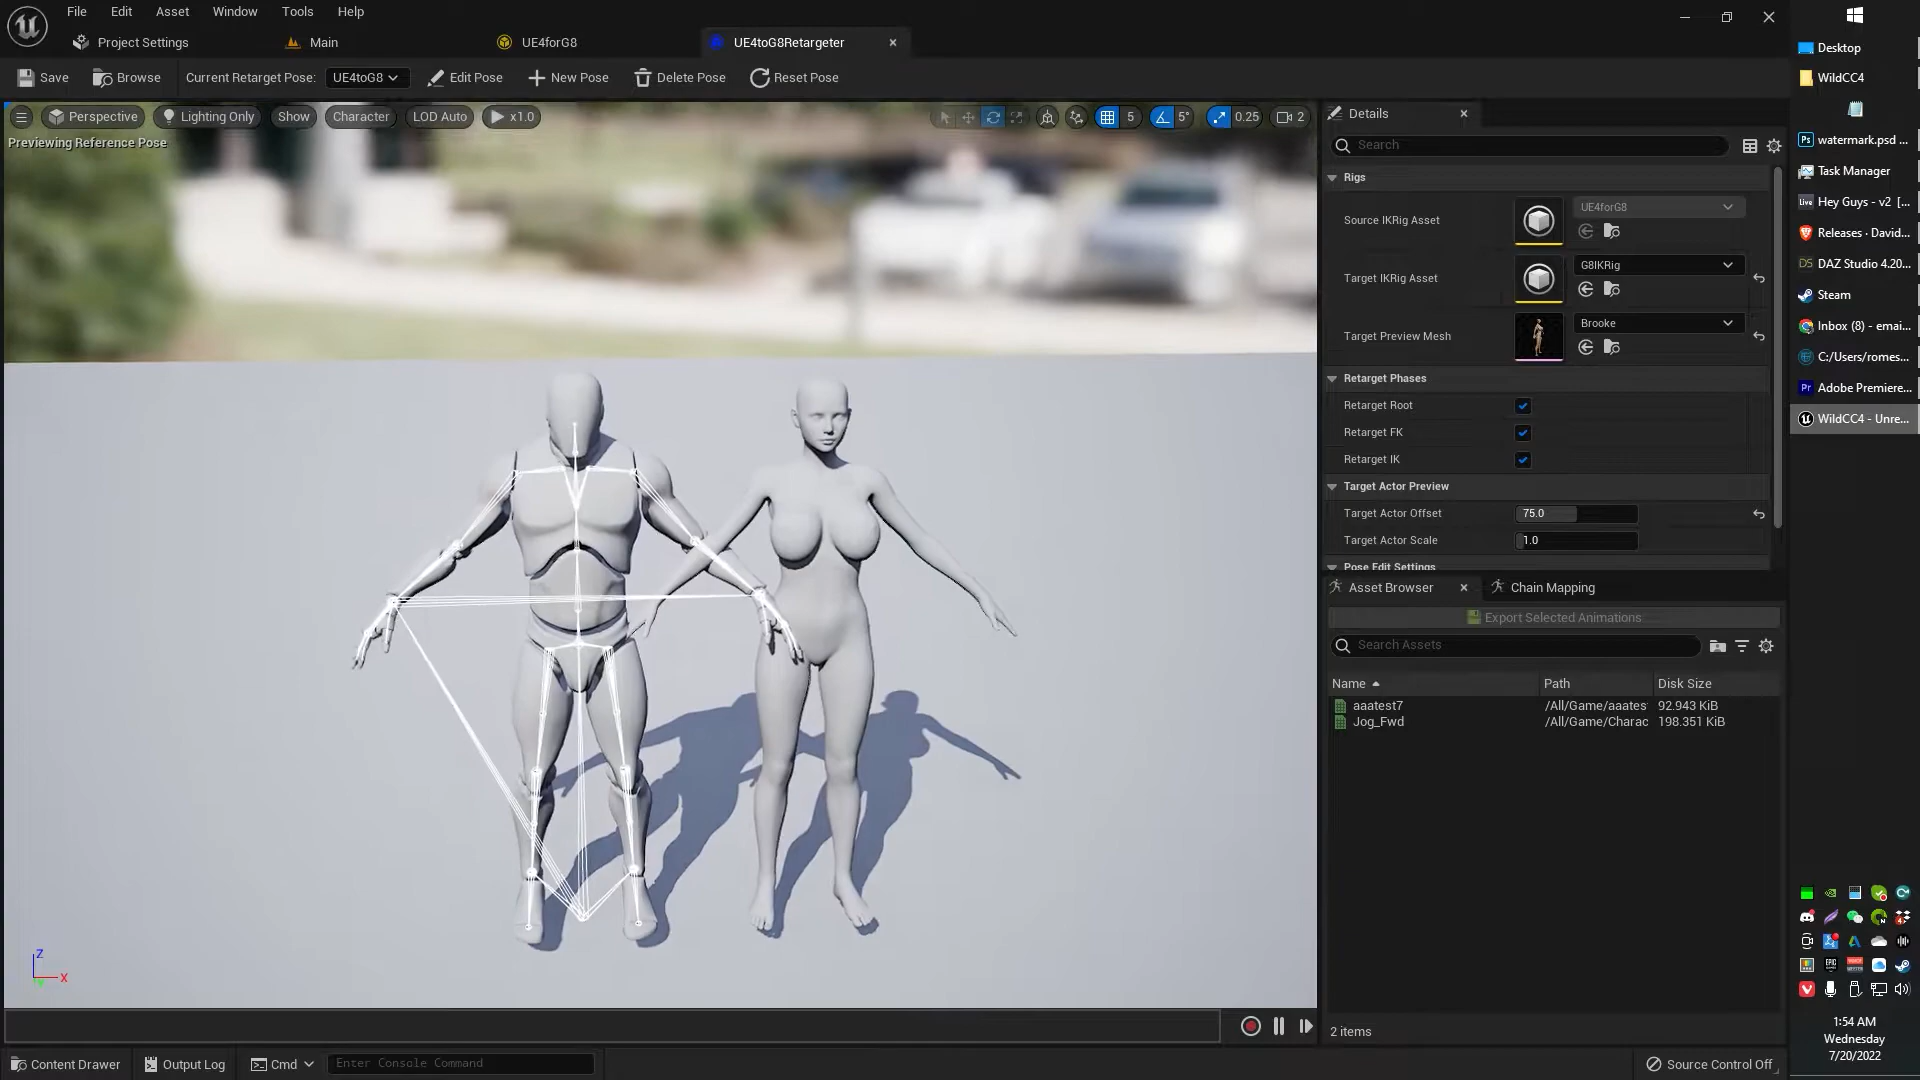 File Edit Asset Window Tools Help
Project Settings Main UE4forG8 UE4toG8Retargeter
Save Browse Current Retarget Pose: UE4toG8 Edit Pose New Pose Delete Pose Reset Pose
Perspective Lighting Only Show Character LOD Auto x1.0 5 5° 0.25 2
Previewing Reference Pose
Details
Search
Rigs
Source IKRig Asset UE4forG8
Target IKRig Asset G8IKRig
Target Preview Mesh Brooke
Retarget Phases
Retarget Root
Retarget FK
Retarget IK
Target Actor Preview
Target Actor Offset 75.0
Target Actor Scale 1.0
Pose Edit Settings
Asset Browser Chain Mapping
Export Selected Animations
Search Assets
Name Path Disk Size
aaatest7 /All/Game/aaates 92.943 KiB
Jog_Fwd /All/Game/Charac 198.351 KiB
2 items
Z
X
Content Drawer Output Log Cmd Enter Console Command Source Control Off
Desktop
WildCC4
Ps watermark.psd ...
Task Manager
Live Hey Guys - v2 [...
Releases · David...
DS DAZ Studio 4.20...
Steam
Inbox (8) - emai...
C:/Users/romes...
Pr Adobe Premiere...
WildCC4 - Unre...
1:54 AM
Wednesday
7/20/2022